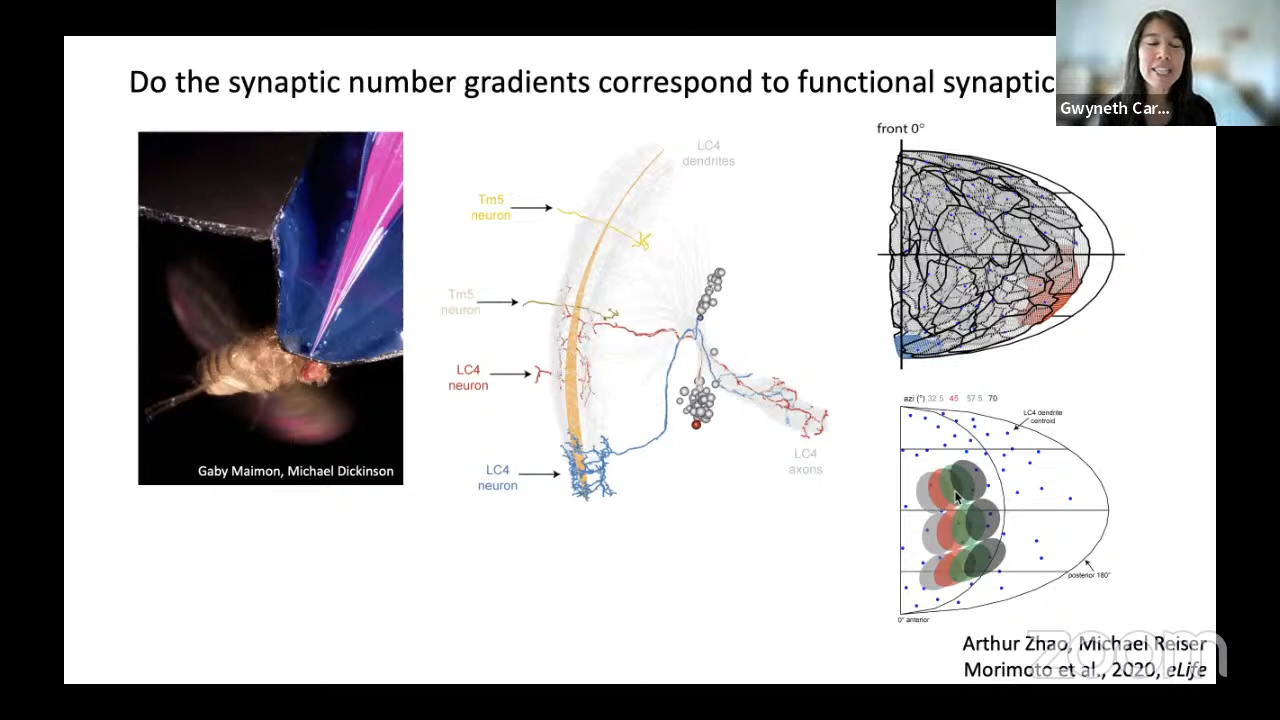 Do the synaptic number gradients correspond to functional synaptic
Gwyneth Car...
front 0°
LC4
dendrites
Tm5
neuron
Tm5
neuron
LC4
neuron
LC4
neuron
LC4
axons
Gaby Maimon, Michael Dickinson
azi (°) 32.5 45 57.5 70
LC4 dendrite
centroid
posterior 180°
0° anterior
Arthur Zhao, Michael Reiser
Morimoto et al., 2020, eLife
zoom